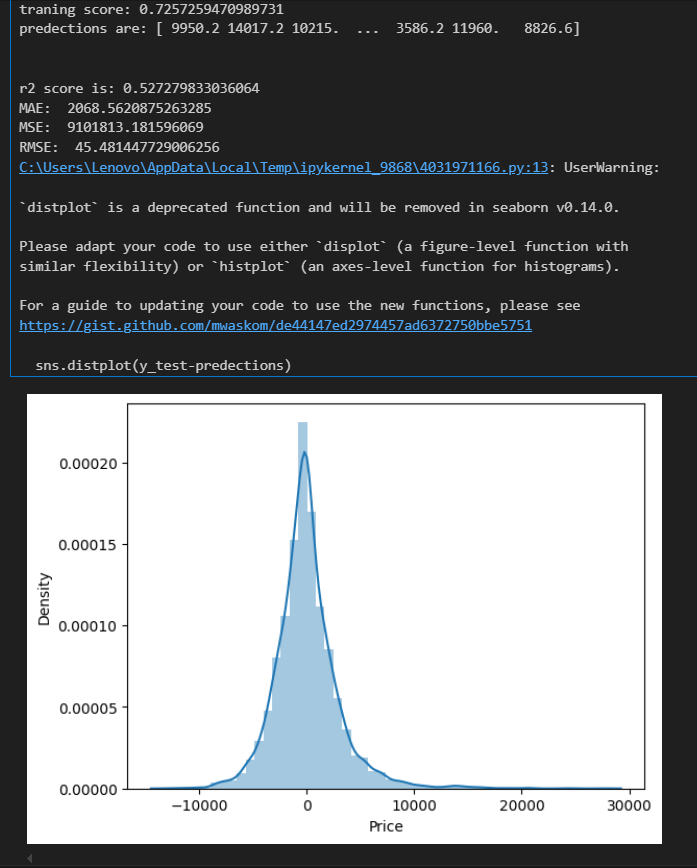 traning score: 0.7257259470989731
predections are: [ 9950.2 14017.2 10215.  ...  3586.2 11960.   8826.6]
r2 score is: 0.527279833036064
MAE:  2068.5620875263285
MSE:  9101813.181596069
RMSE:  45.481447729006256
C:\Users\Lenovo\AppData\Local\Temp\ipykernel_9868\4031971166.py:13: UserWarning:
`distplot` is a deprecated function and will be removed in seaborn v0.14.0.
Please adapt your code to use either `displot` (a figure-level function with
similar flexibility) or `histplot` (an axes-level function for histograms).
For a guide to updating your code to use the new functions, please see
https://gist.github.com/mwaskom/de44147ed2974457ad6372750bbe5751
sns.distplot(y_test-predections)
0.00020
0.00015
0.00010
0.00005
0.00000
Density
−10000 0 10000 20000 30000
Price